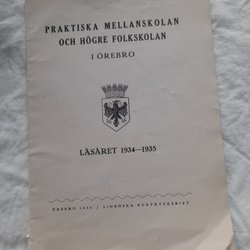 PRAKTISKA MELLANSKOLAN
OCH HÖGRE FOLKSKOLAN
I ÖREBRO
LÄSÅRET 1934—1935
ÖREBRO 1935 / LINDHSKA BOKTRYCKERIET